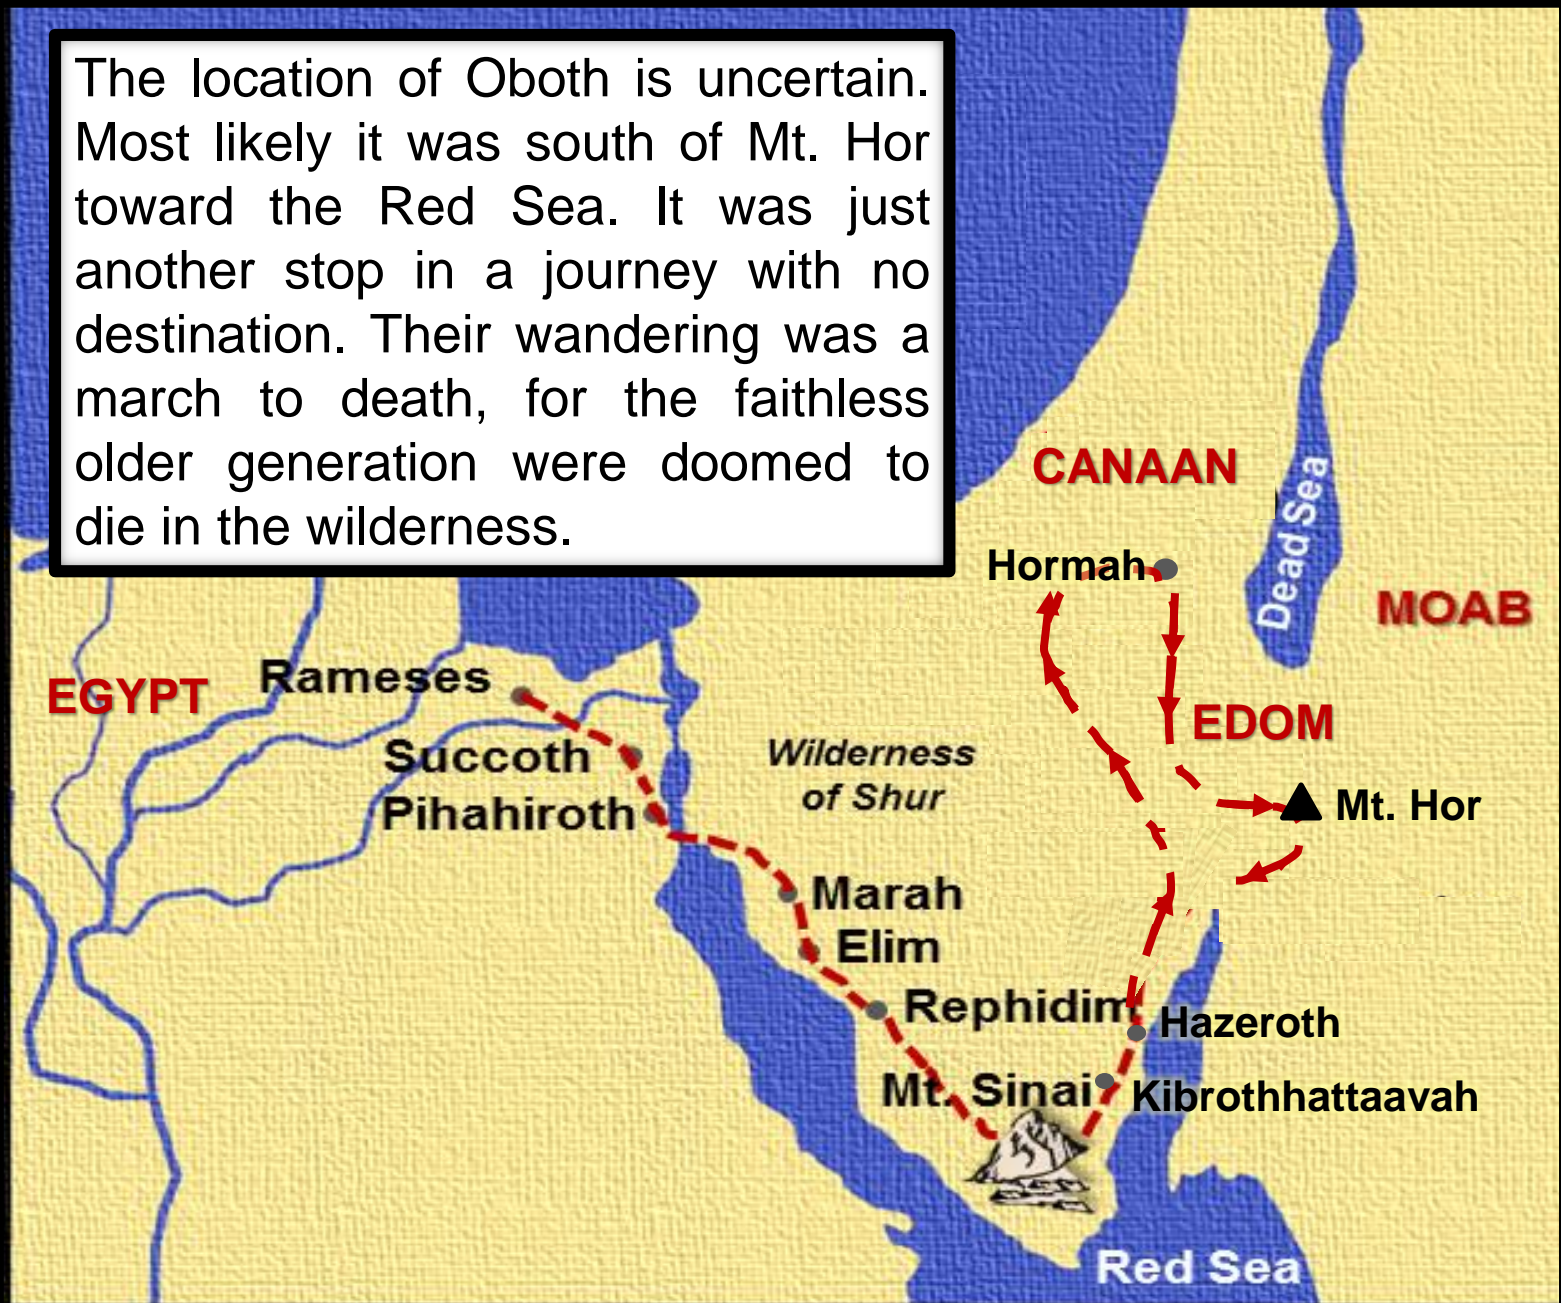 The location of Oboth is uncertain.
Most likely it was south of Mt. Hor
toward the Red Sea. It was just
another stop in a journey with no
destination. Their wandering was a
march to death, for the faithless
older generation were doomed to
die in the wilderness.
CANAAN
Dead Sea
Hormah
MOAB
EGYPT
Rameses
EDOM
Succoth
Wilderness
of Shur
Pihahiroth
Mt. Hor
Marah
Elim
Rephidim
Hazeroth
Mt. Sinai
Kibrothhattaavah
Red Sea